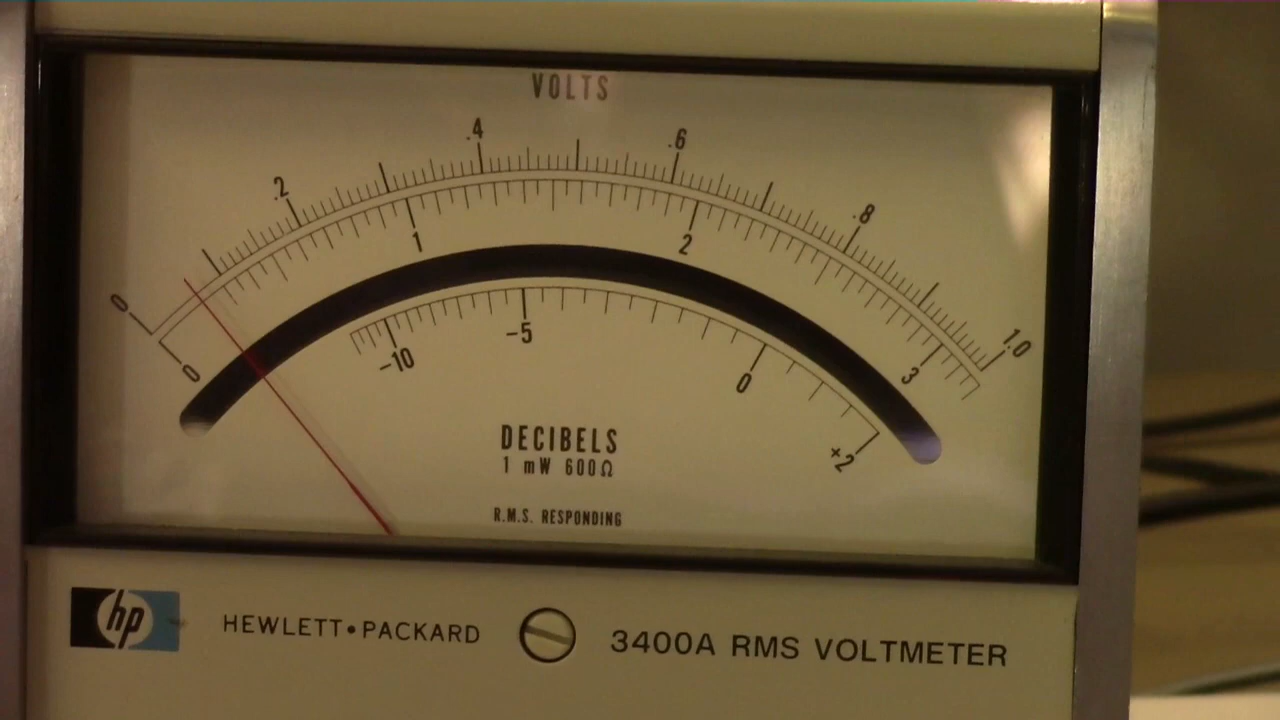 VOLTS
0 .2 .4 .6 .8 1.0
0 1 2 3
-10 -5 0 +2
DECIBELS
1 mW 600Ω
R.M.S. RESPONDING
hp HEWLETT•PACKARD 3400A RMS VOLTMETER